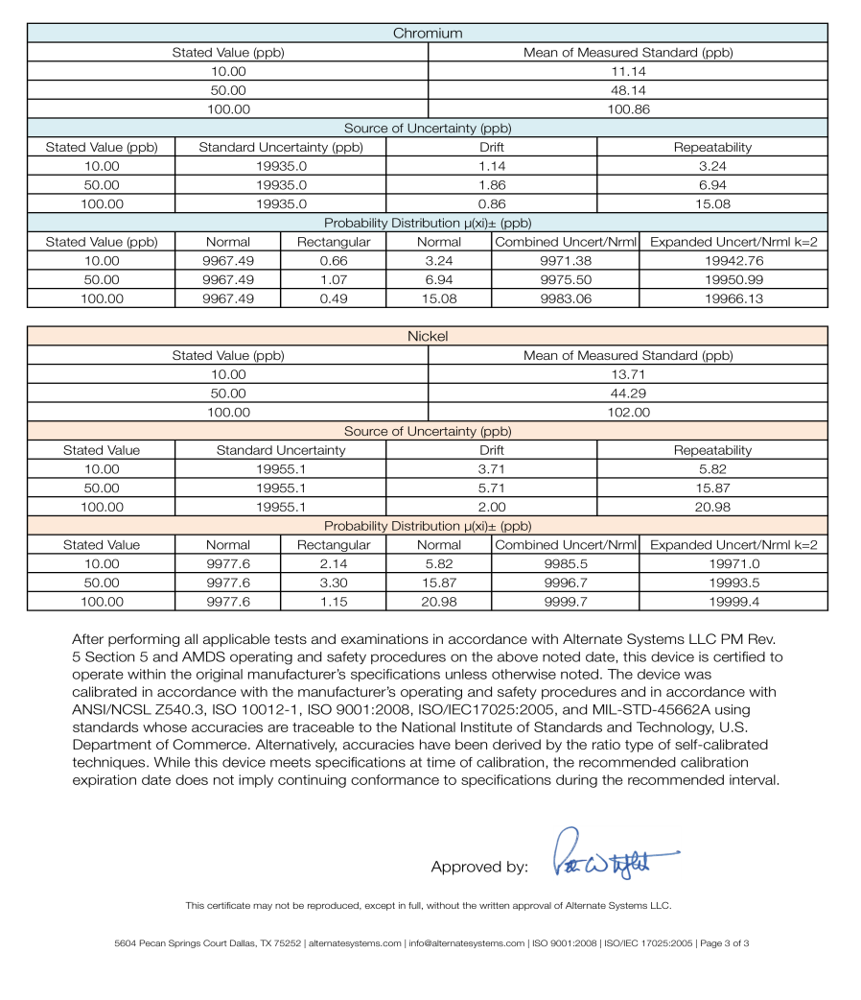 Chromium
Stated Value (ppb) Mean of Measured Standard (ppb)
10.00 11.14
50.00 48.14
100.00 100.86
Source of Uncertainty (ppb)
Stated Value (ppb) Standard Uncertainty (ppb) Drift Repeatability
10.00 19935.0 1.14 3.24
50.00 19935.0 1.86 6.94
100.00 19935.0 0.86 15.08
Probability Distribution µ(xi)± (ppb)
Stated Value (ppb) Normal Rectangular Normal Combined Uncert/Nrml Expanded Uncert/Nrml k=2
10.00 9967.49 0.66 3.24 9971.38 19942.76
50.00 9967.49 1.07 6.94 9975.50 19950.99
100.00 9967.49 0.49 15.08 9983.06 19966.13
Nickel
Stated Value (ppb) Mean of Measured Standard (ppb)
10.00 13.71
50.00 44.29
100.00 102.00
Source of Uncertainty (ppb)
Stated Value Standard Uncertainty Drift Repeatability
10.00 19955.1 3.71 5.82
50.00 19955.1 5.71 15.87
100.00 19955.1 2.00 20.98
Probability Distribution µ(xi)± (ppb)
Stated Value Normal Rectangular Normal Combined Uncert/Nrml Expanded Uncert/Nrml k=2
10.00 9977.6 2.14 5.82 9985.5 19971.0
50.00 9977.6 3.30 15.87 9996.7 19993.5
100.00 9977.6 1.15 20.98 9999.7 19999.4
After performing all applicable tests and examinations in accordance with Alternate Systems LLC PM Rev.
5 Section 5 and AMDS operating and safety procedures on the above noted date, this device is certified to
operate within the original manufacturer's specifications unless otherwise noted. The device was
calibrated in accordance with the manufacturer's operating and safety procedures and in accordance with
ANSI/NCSL Z540.3, ISO 10012-1, ISO 9001:2008, ISO/IEC17025:2005, and MIL-STD-45662A using
standards whose accuracies are traceable to the National Institute of Standards and Technology, U.S.
Department of Commerce. Alternatively, accuracies have been derived by the ratio type of self-calibrated
techniques. While this device meets specifications at time of calibration, the recommended calibration
expiration date does not imply continuing conformance to specifications during the recommended interval.
Approved by:
This certificate may not be reproduced, except in full, without the written approval of Alternate Systems LLC.
5604 Pecan Springs Court Dallas, TX 75252 | alternatesystems.com | info@alternatesystems.com | ISO 9001:2008 | ISO/IEC 17025:2005 | Page 3 of 3